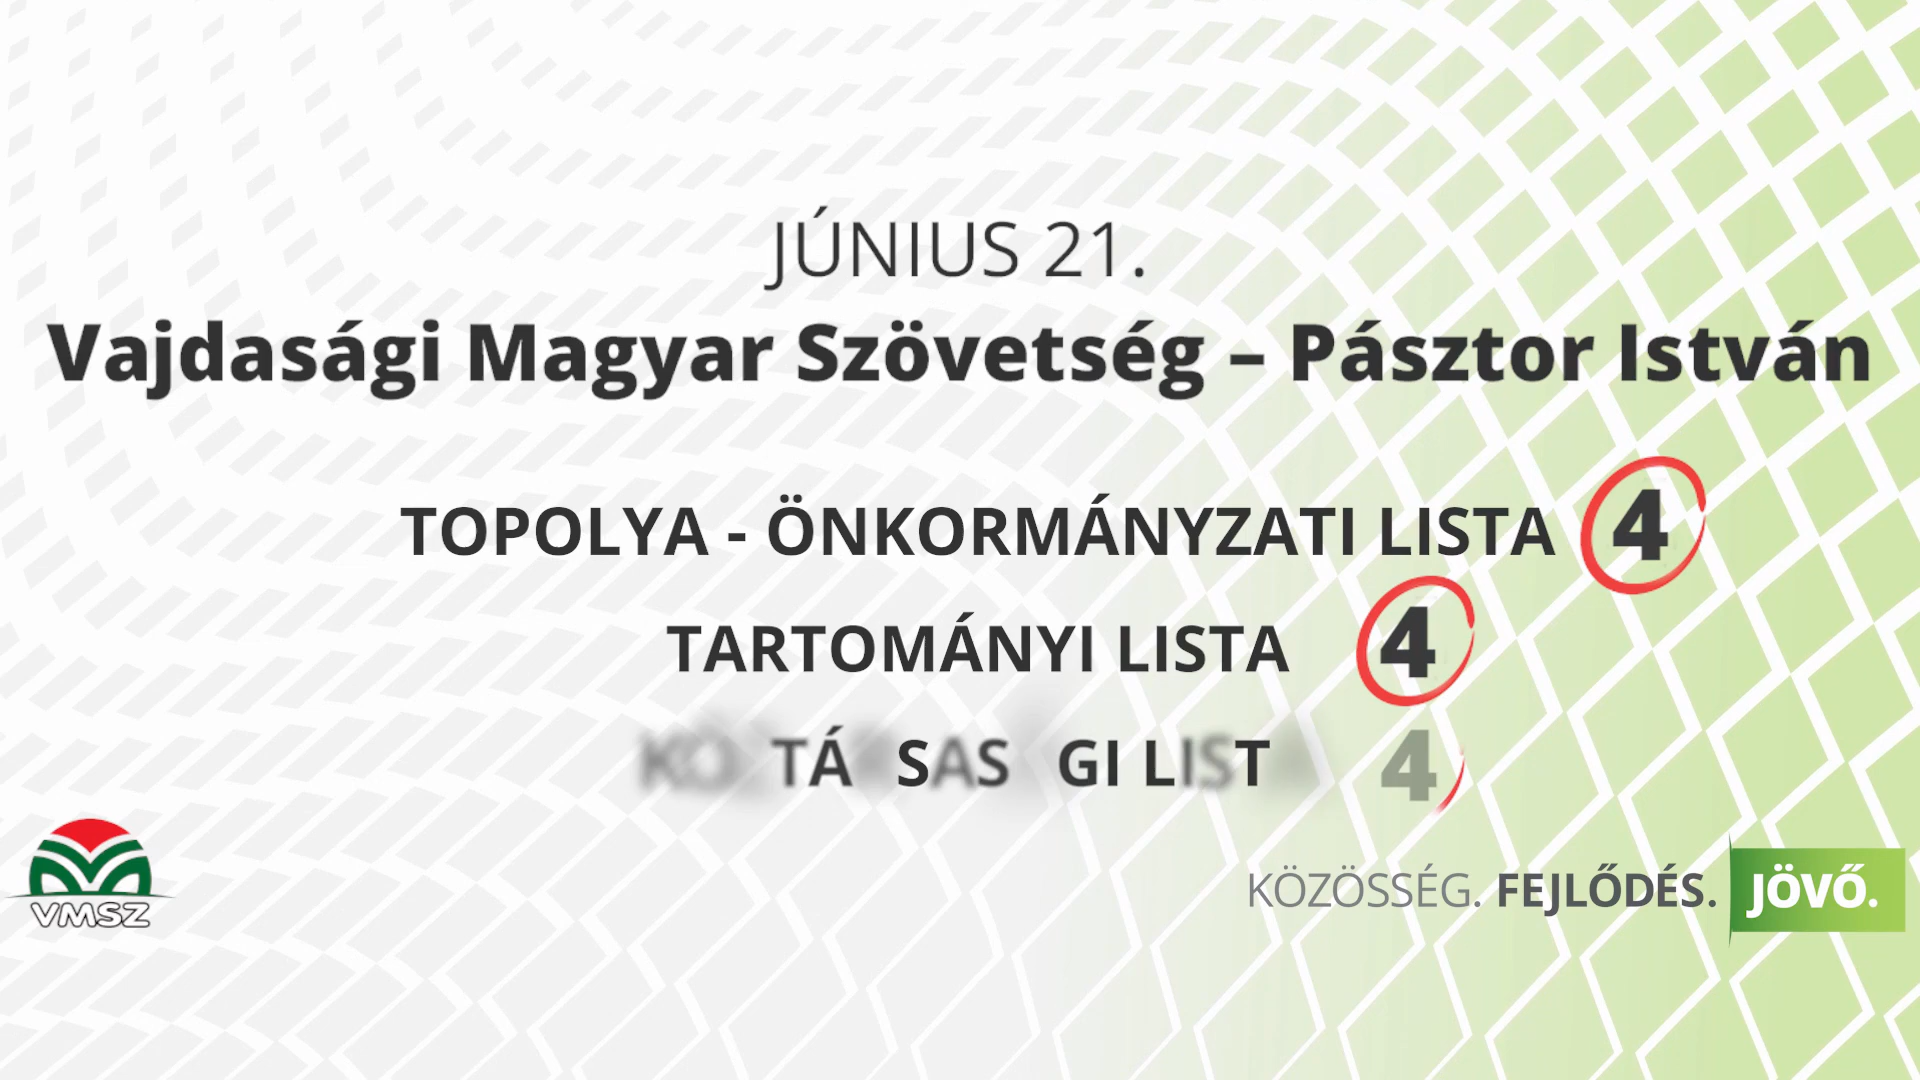 JÚNIUS 21.
Vajdasági Magyar Szövetség – Pásztor István
TOPOLYA - ÖNKORMÁNYZATI LISTA 4
TARTOMÁNYI LISTA 4
4
VMSZ
KÖZÖSSÉG. FEJLŐDÉS. JÖVŐ.